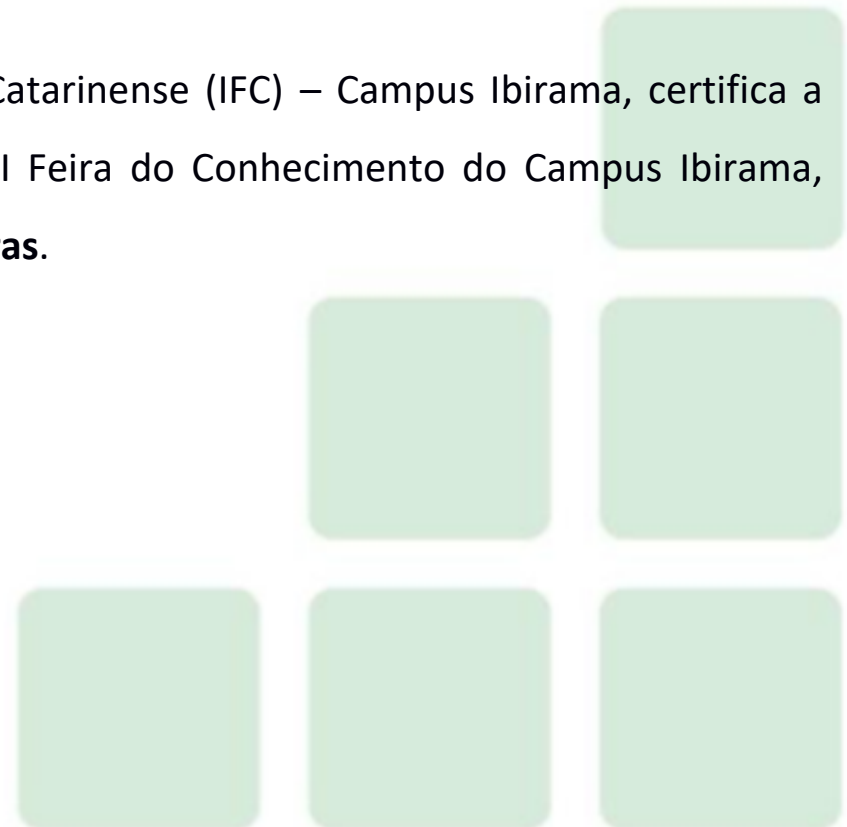 Catarinense (IFC) – Campus Ibirama, certifica a
I Feira do Conhecimento do Campus Ibirama,
as.